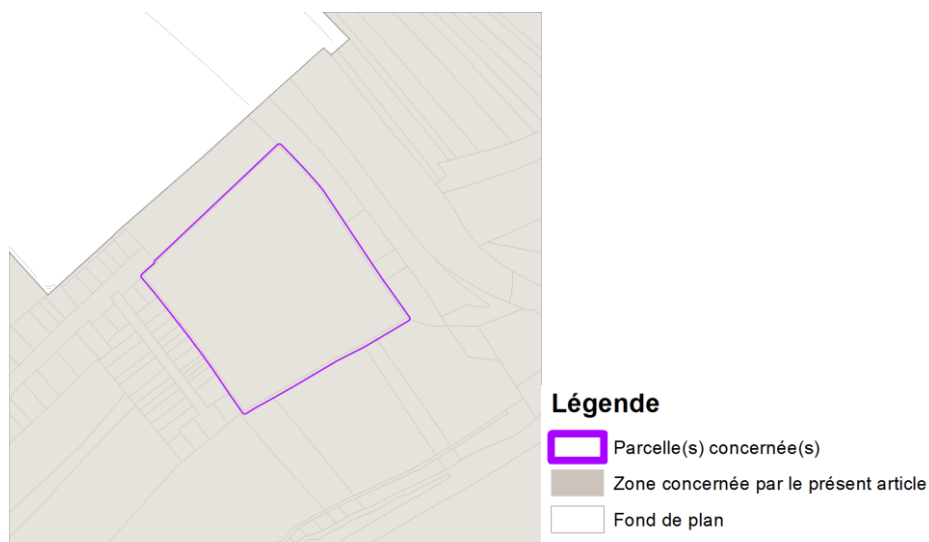 Légende
Parcelle(s) concernée(s)
Zone concernée par le présent article
Fond de plan